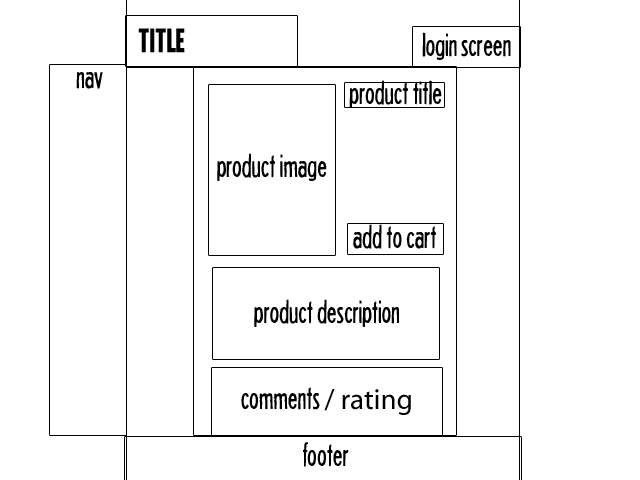 TITLE
login screen
nav
product title
product image
add to cart
product description
comments / rating
footer